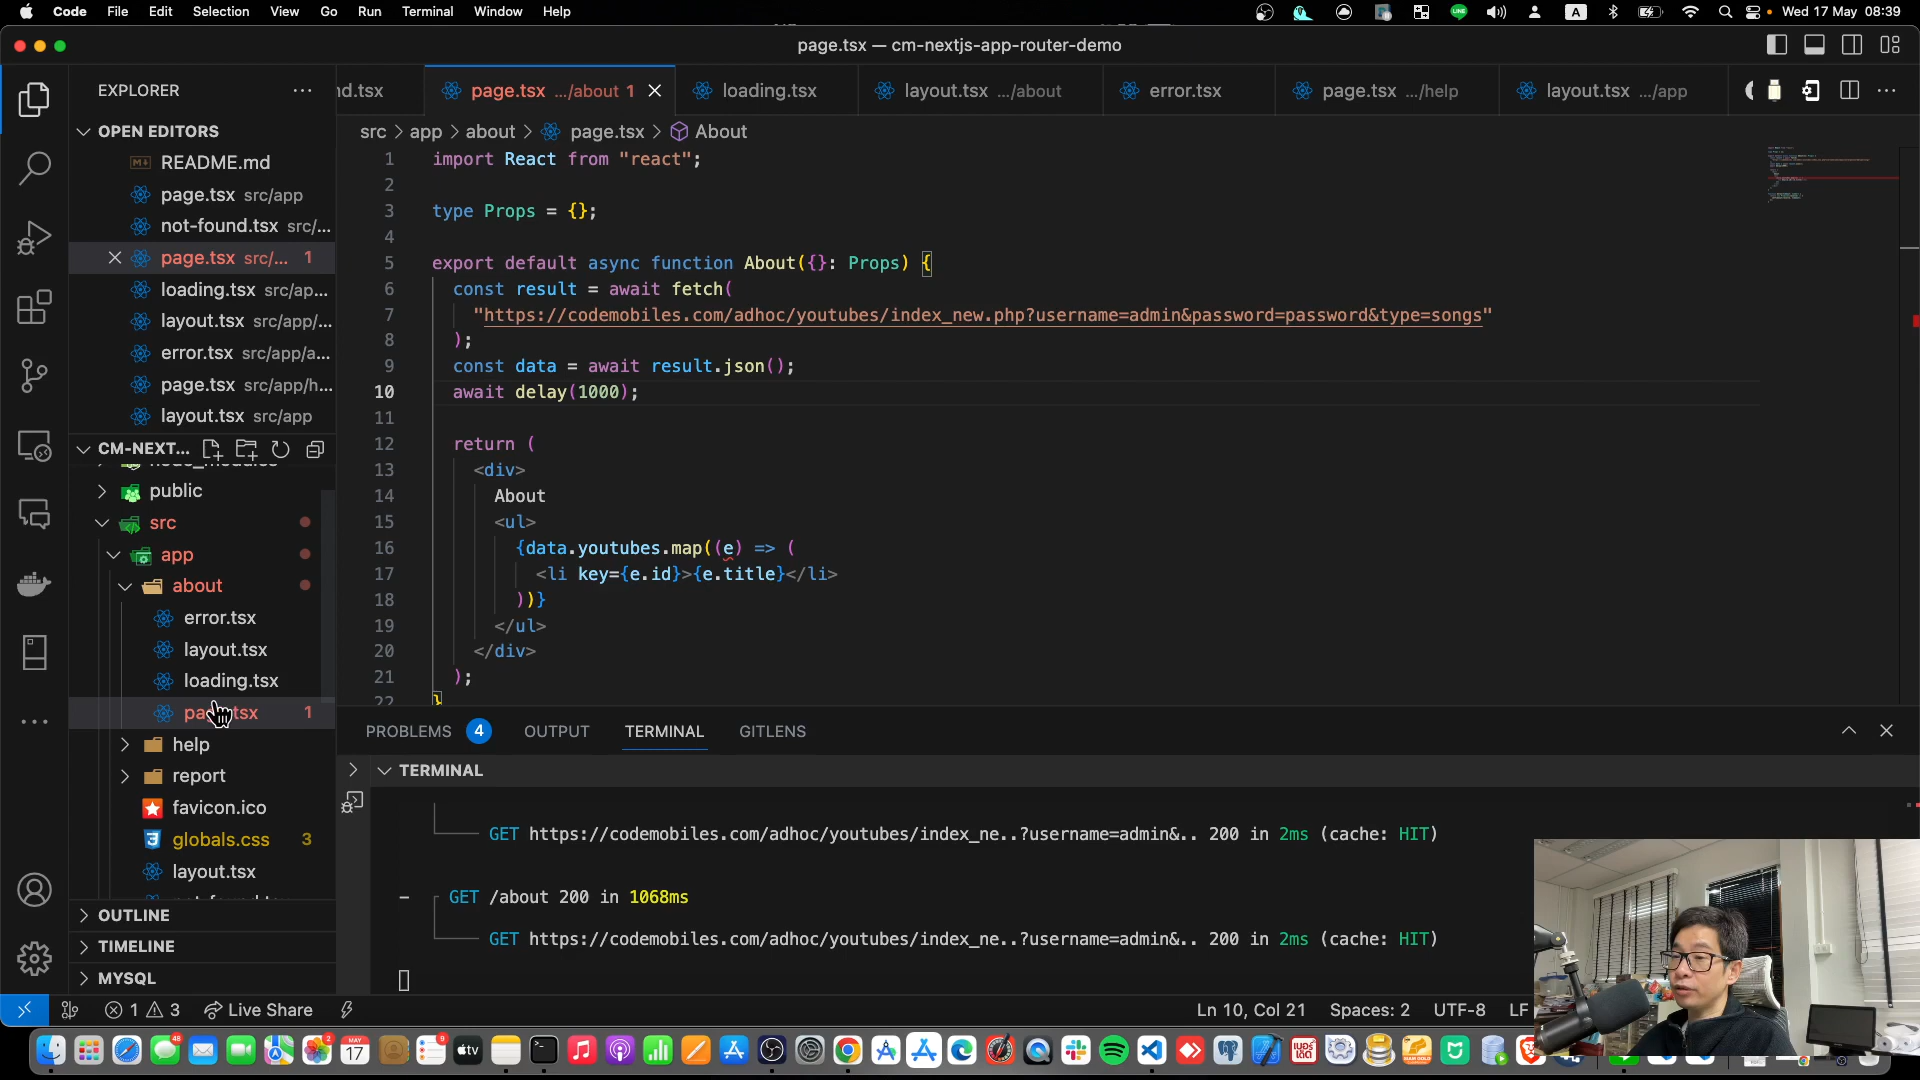 Code File Edit Selection View Go Run Terminal Window Help
A
Wed 17 May 08:39
page.tsx — cm-nextjs-app-router-demo
EXPLORER
nd.tsx
page.tsx .../about 1
loading.tsx
layout.tsx .../about
error.tsx
page.tsx .../help
layout.tsx .../app
OPEN EDITORS
README.md
page.tsx src/app
not-found.tsx src/...
page.tsx src/... 1
loading.tsx src/ap...
layout.tsx src/app/...
error.tsx src/app/a...
page.tsx src/app/h...
layout.tsx src/app
CM-NEXT...
node_modules
public
src
app
about
error.tsx
layout.tsx
loading.tsx
page.tsx 1
help
report
favicon.ico
globals.css 3
layout.tsx
OUTLINE
TIMELINE
MYSQL
src > app > about > page.tsx > About
1 import React from "react";
2
3 type Props = {};
4
5 export default async function About({}: Props) {
6 const result = await fetch(
7 "https://codemobiles.com/adhoc/youtubes/index_new.php?username=admin&password=password&type=songs"
8 );
9 const data = await result.json();
10 await delay(1000);
11
12 return (
13 <div>
14 About
15 <ul>
16 {data.youtubes.map((e) => (
17 <li key={e.id}>{e.title}</li>
18 ))}
19 </ul>
20 </div>
21 );
22 }
PROBLEMS 4 OUTPUT TERMINAL GITLENS
TERMINAL
GET https://codemobiles.com/adhoc/youtubes/index_ne..?username=admin&.. 200 in 2ms (cache: HIT)
- GET /about 200 in 1068ms
GET https://codemobiles.com/adhoc/youtubes/index_ne..?username=admin&.. 200 in 2ms (cache: HIT)
1 3 Live Share
Ln 10, Col 21 Spaces: 2 UTF-8 LF